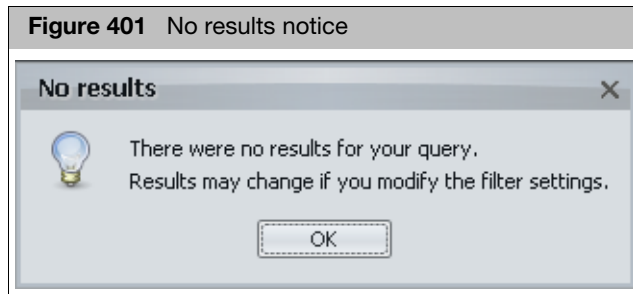 Figure 401 No results notice
No results
There were no results for your query.
Results may change if you modify the filter settings.
OK